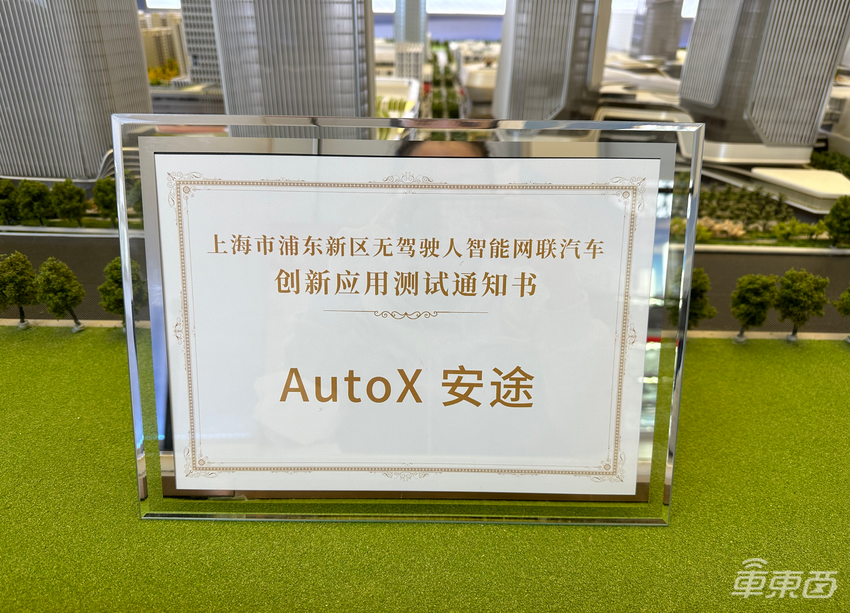 上海市浦东新区无驾驶人智能网联汽车
创新应用测试通知书
AutoX 安途
車東西